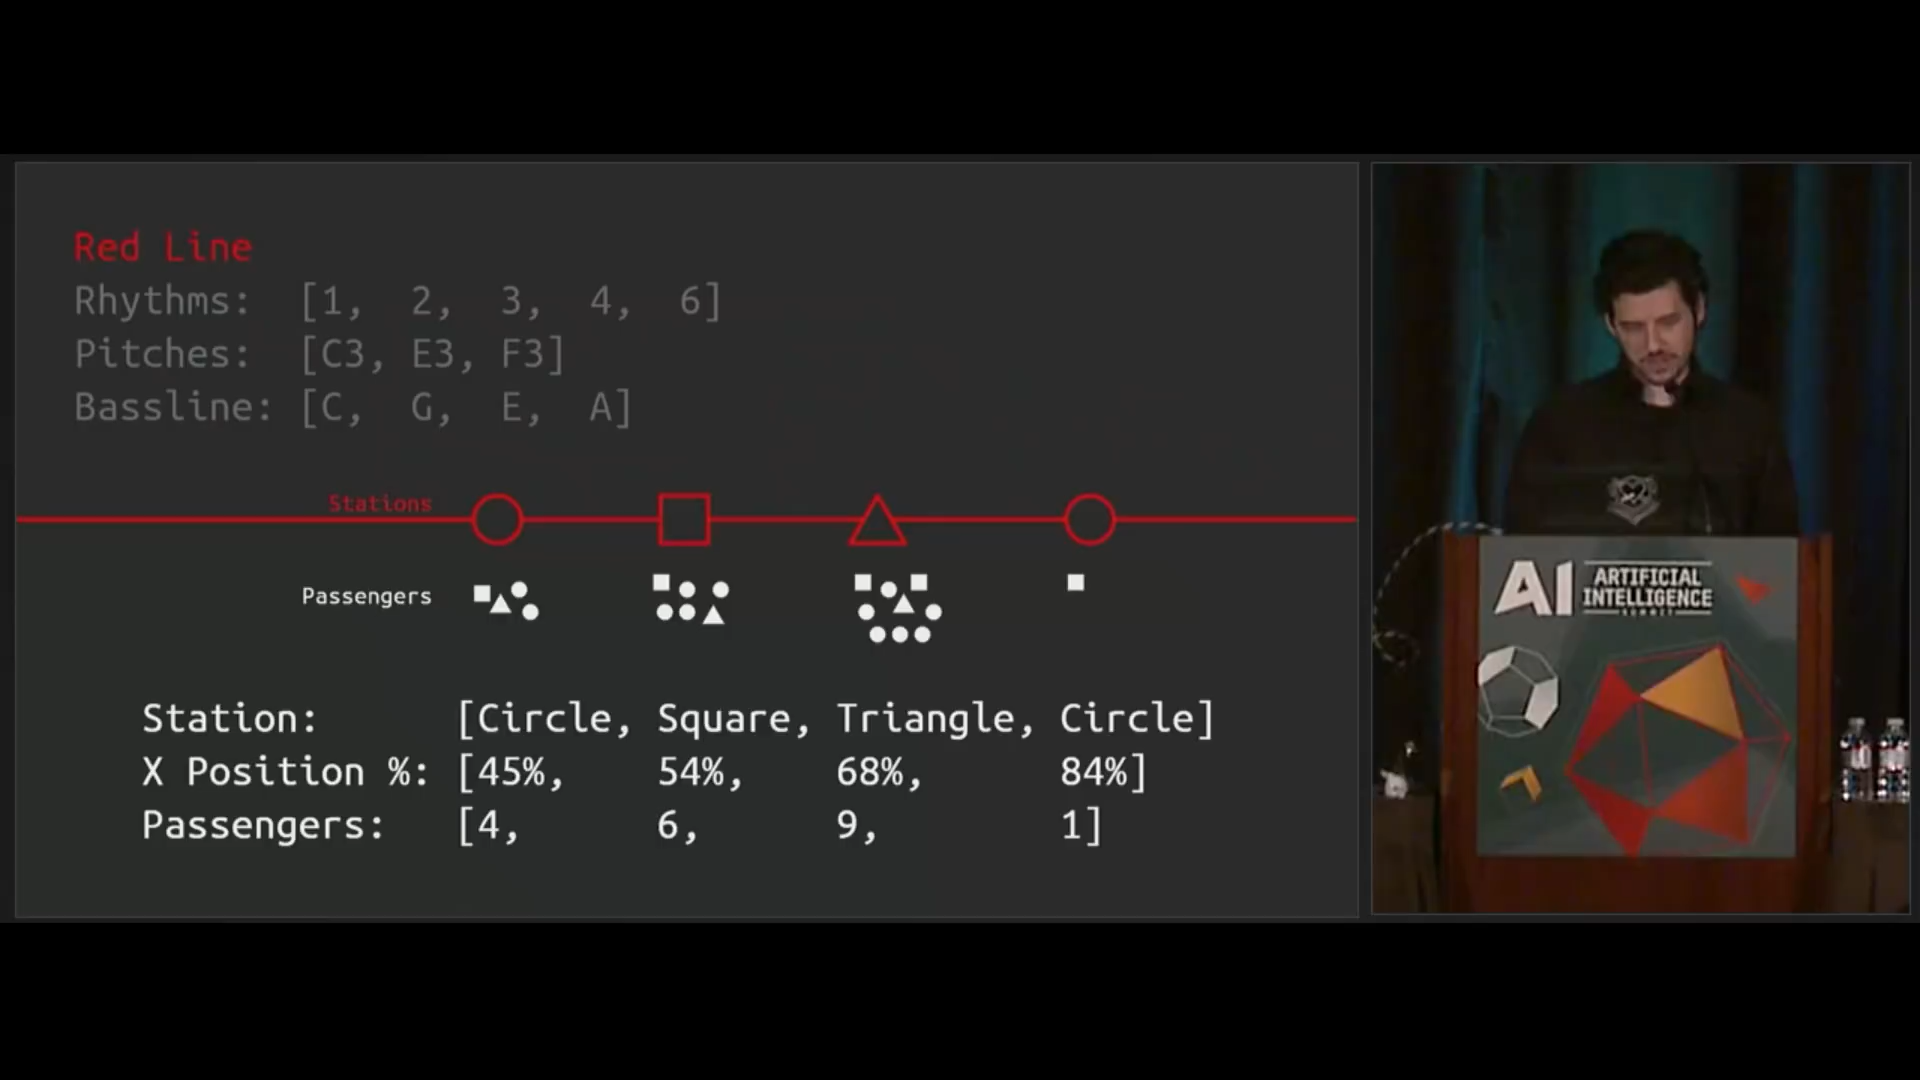 Red Line
Rhythms: [1, 2, 3, 4, 6]
Pitches: [C3, E3, F3]
Bassline: [C, G, E, A]
Stations
Passengers
Station: [Circle, Square, Triangle, Circle]
X Position %: [45%, 54%, 68%, 84%]
Passengers: [4, 6, 9, 1]
AI ARTIFICIAL
INTELLIGENCE
SUMMIT